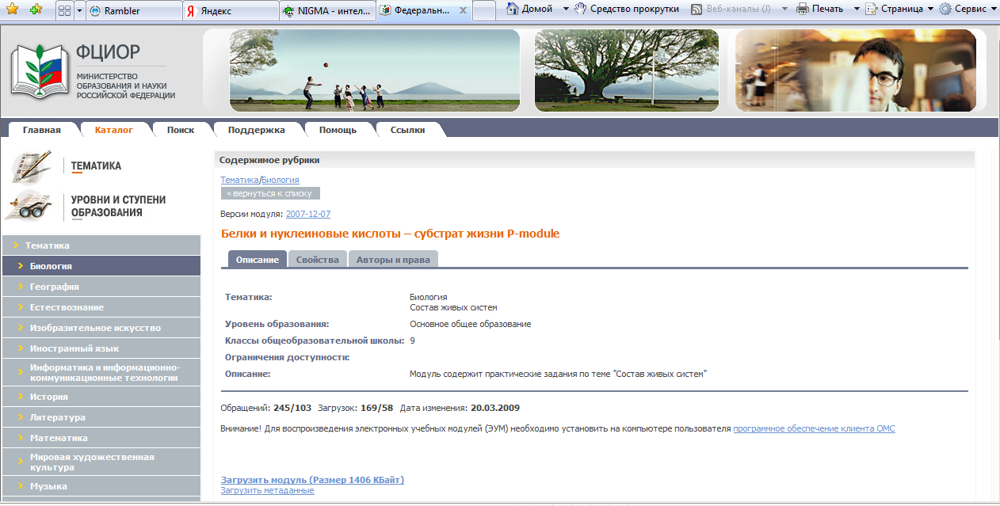 Rambler
Яндекс
NIGMA - интел...
Федеральн...
Домой
Средство прокрутки
Веб-каналы (J)
Печать
Страница
Сервис
ФЦИОР
МИНИСТЕРСТВО
ОБРАЗОВАНИЯ И НАУКИ
РОССИЙСКОЙ ФЕДЕРАЦИИ
Главная
Каталог
Поиск
Поддержка
Помощь
Ссылки
ТЕМАТИКА
УРОВНИ И СТУПЕНИ
ОБРАЗОВАНИЯ
Тематика
Биология
География
Естествознание
Изобразительное искусство
Иностранный язык
Информатика и информационно-
коммуникационные технологии
История
Литература
Математика
Мировая художественная
культура
Музыка
Содержимое рубрики
Тематика/Биология
« вернуться к списку
Версии модуля: 2007-12-07
Белки и нуклеиновые кислоты – субстрат жизни P-module
Описание
Свойства
Авторы и права
Тематика: Биология
Состав живых систем
Уровень образования: Основное общее образование
Классы общеобразовательной школы: 9
Ограничения доступности:
Описание: Модуль содержит практические задания по теме "Состав живых систем"
Обращений: 245/103 Загрузок: 169/58 Дата изменения: 20.03.2009
Внимание! Для воспроизведения электронных учебных модулей (ЭУМ) необходимо установить на компьютере пользователя программное обеспечение клиента ОМС
Загрузить модуль (Размер 1406 КБайт)
Загрузить метаданные